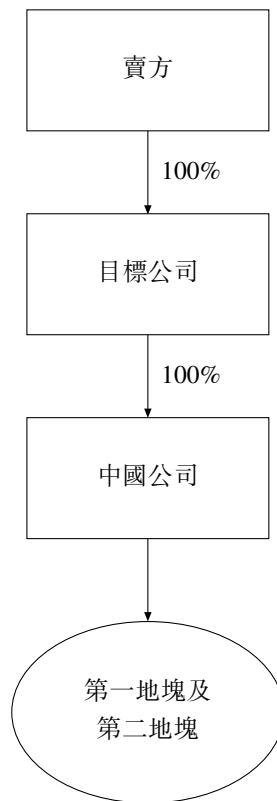 賣方
100%
目標公司
100%
中國公司
第一地塊及
第二地塊